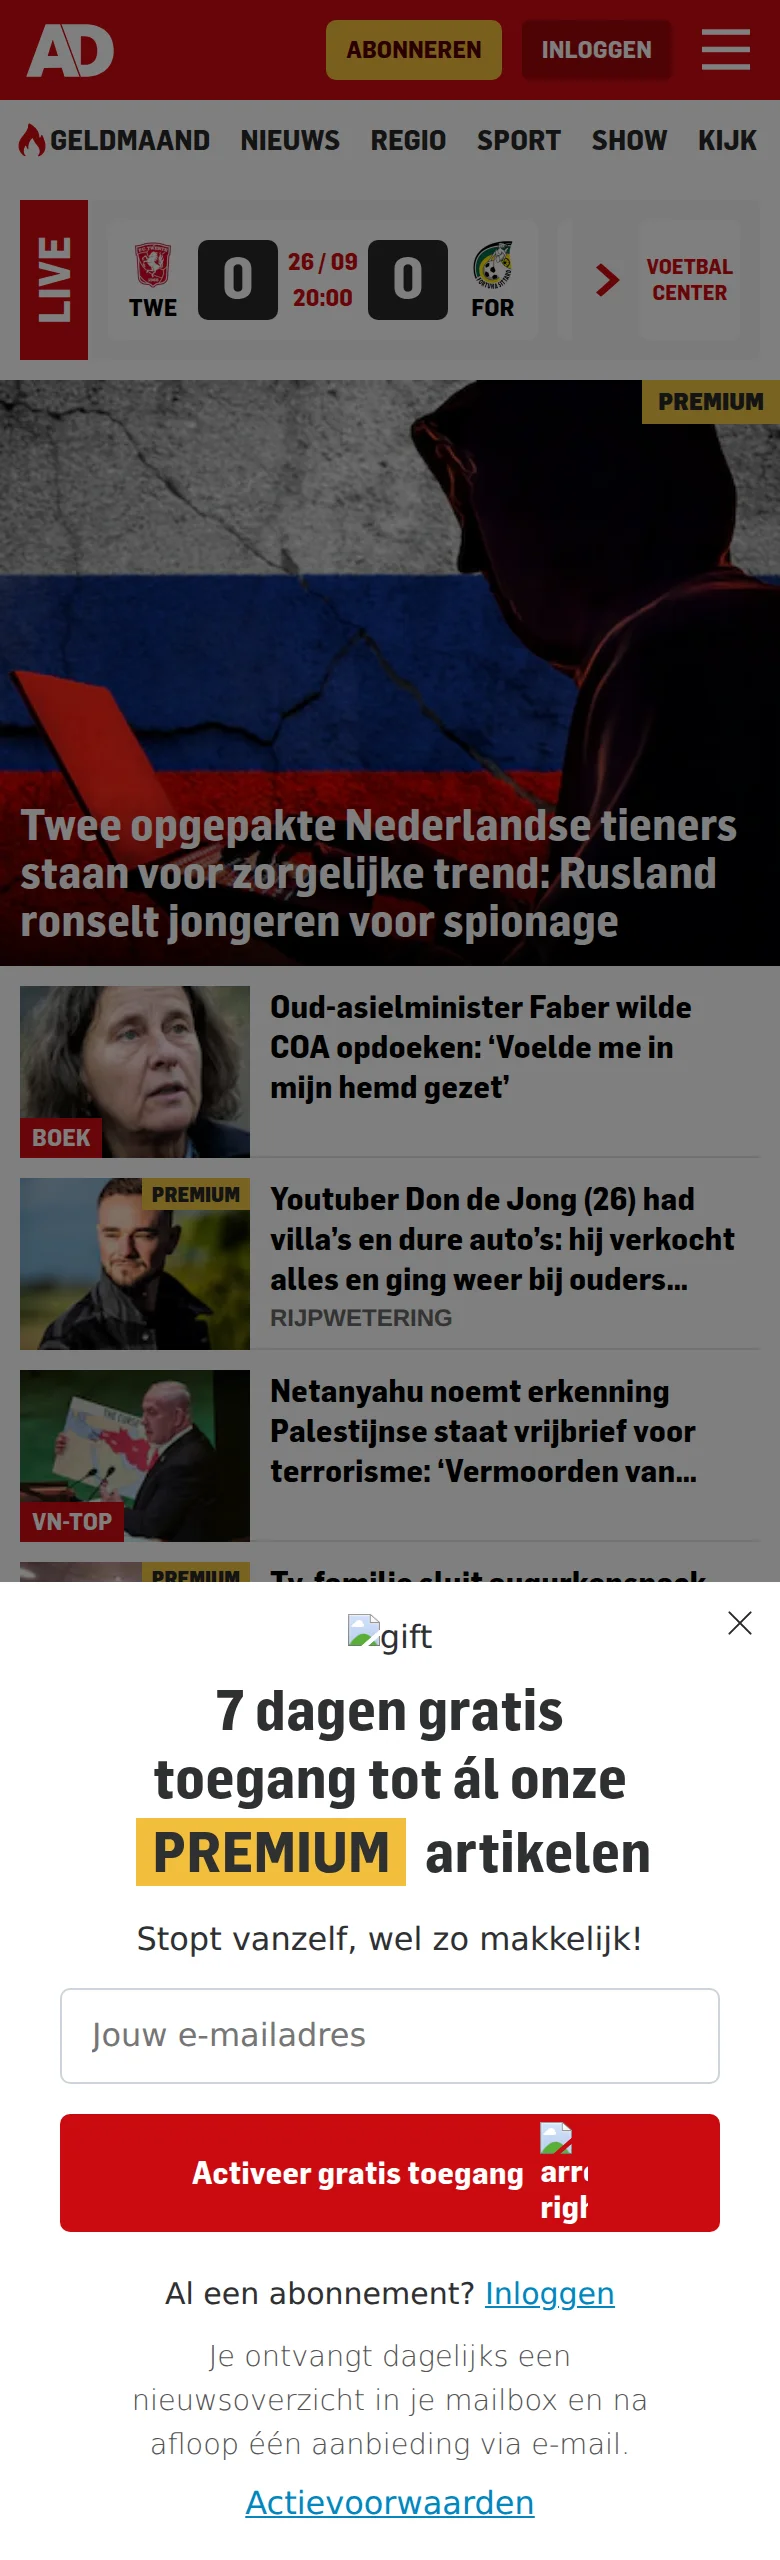 AD
ABONNEREN
INLOGGEN
GELDMAAND NIEUWS REGIO SPORT SHOW KIJK
LIVE
TWE
0
26 / 09
20:00
0
FOR
VOETBAL
CENTER
PREMIUM
Twee opgepakte Nederlandse tieners
staan voor zorgelijke trend: Rusland
ronselt jongeren voor spionage
BOEK
Oud-asielminister Faber wilde
COA opdoeken: ‘Voelde me in
mijn hemd gezet’
PREMIUM
Youtuber Don de Jong (26) had
villa’s en dure auto’s: hij verkocht
alles en ging weer bij ouders...
RIJPWETERING
VN-TOP
Netanyahu noemt erkenning
Palestijnse staat vrijbrief voor
terrorisme: ‘Vermoorden van...
PREMIUM
gift
7 dagen gratis
toegang tot ál onze
PREMIUM artikelen
Stopt vanzelf, wel zo makkelijk!
Jouw e-mailadres
Activeer gratis toegang
Al een abonnement? Inloggen
Je ontvangt dagelijks een
nieuwsoverzicht in je mailbox en na
afloop één aanbieding via e-mail.
Actievoorwaarden